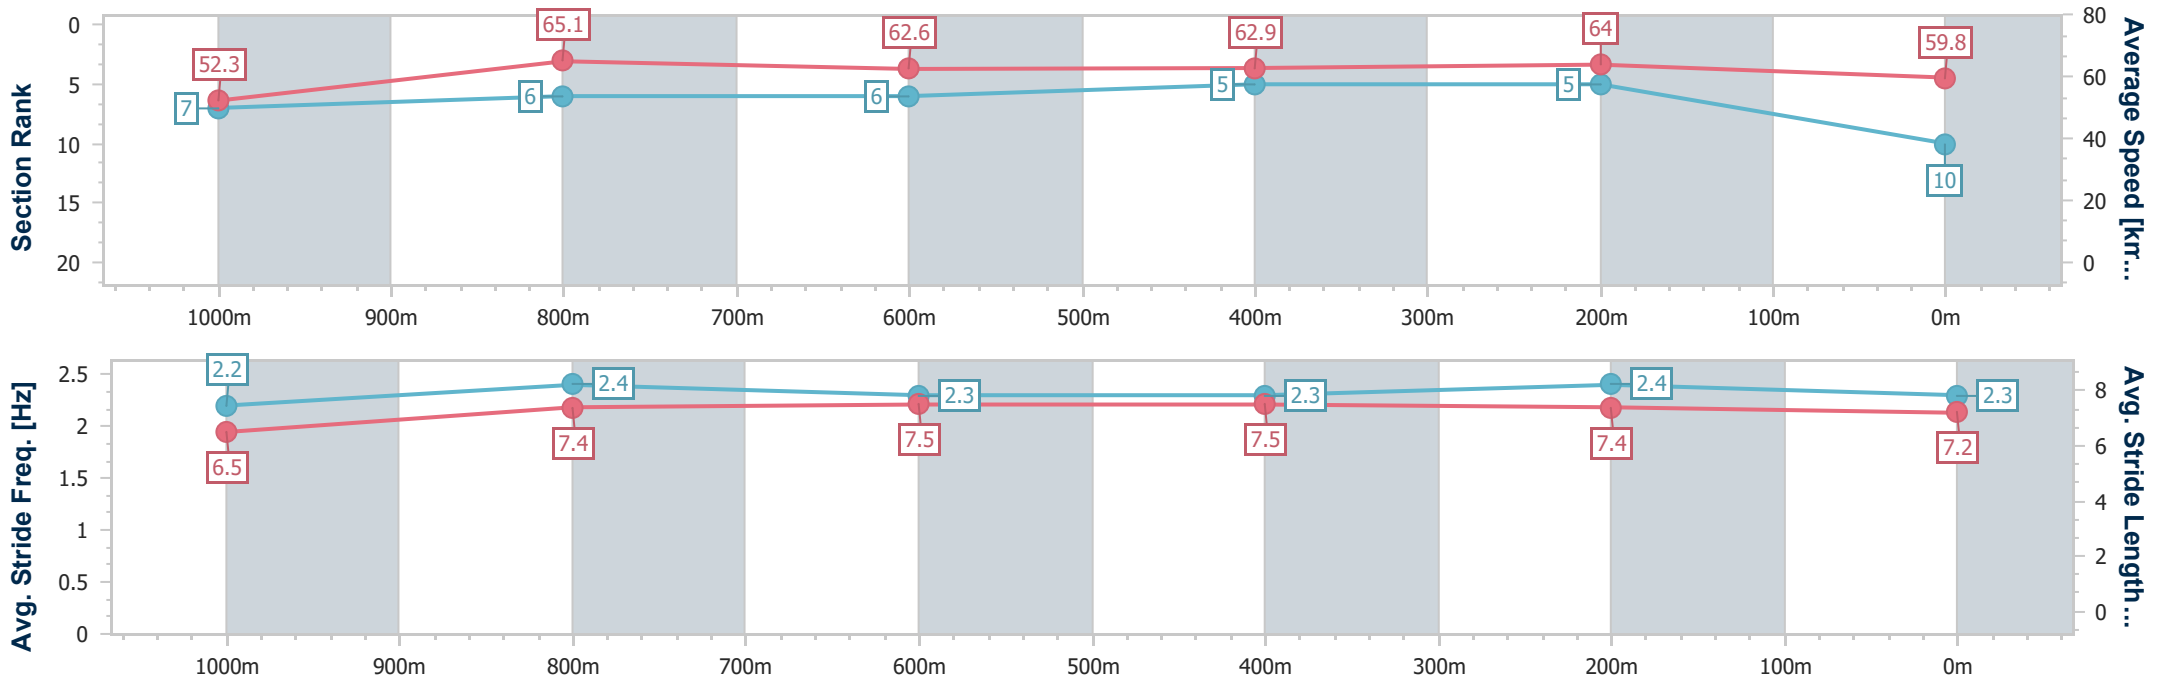 Section Rank
0
5
10
15
20
52.3
65.1
62.6
62.9
64
59.8
7
6
6
5
5
10
80
60
40
20
0
Average Speed [km...
1000m
900m
800m
700m
600m
500m
400m
300m
200m
100m
0m
Avg. Stride Freq. [Hz]
2.5
2
1.5
1
0.5
0
2.2
2.4
2.3
2.3
2.4
2.3
6.5
7.4
7.5
7.5
7.4
7.2
8
6
4
2
0
Avg. Stride Length...
1000m
900m
800m
700m
600m
500m
400m
300m
200m
100m
0m